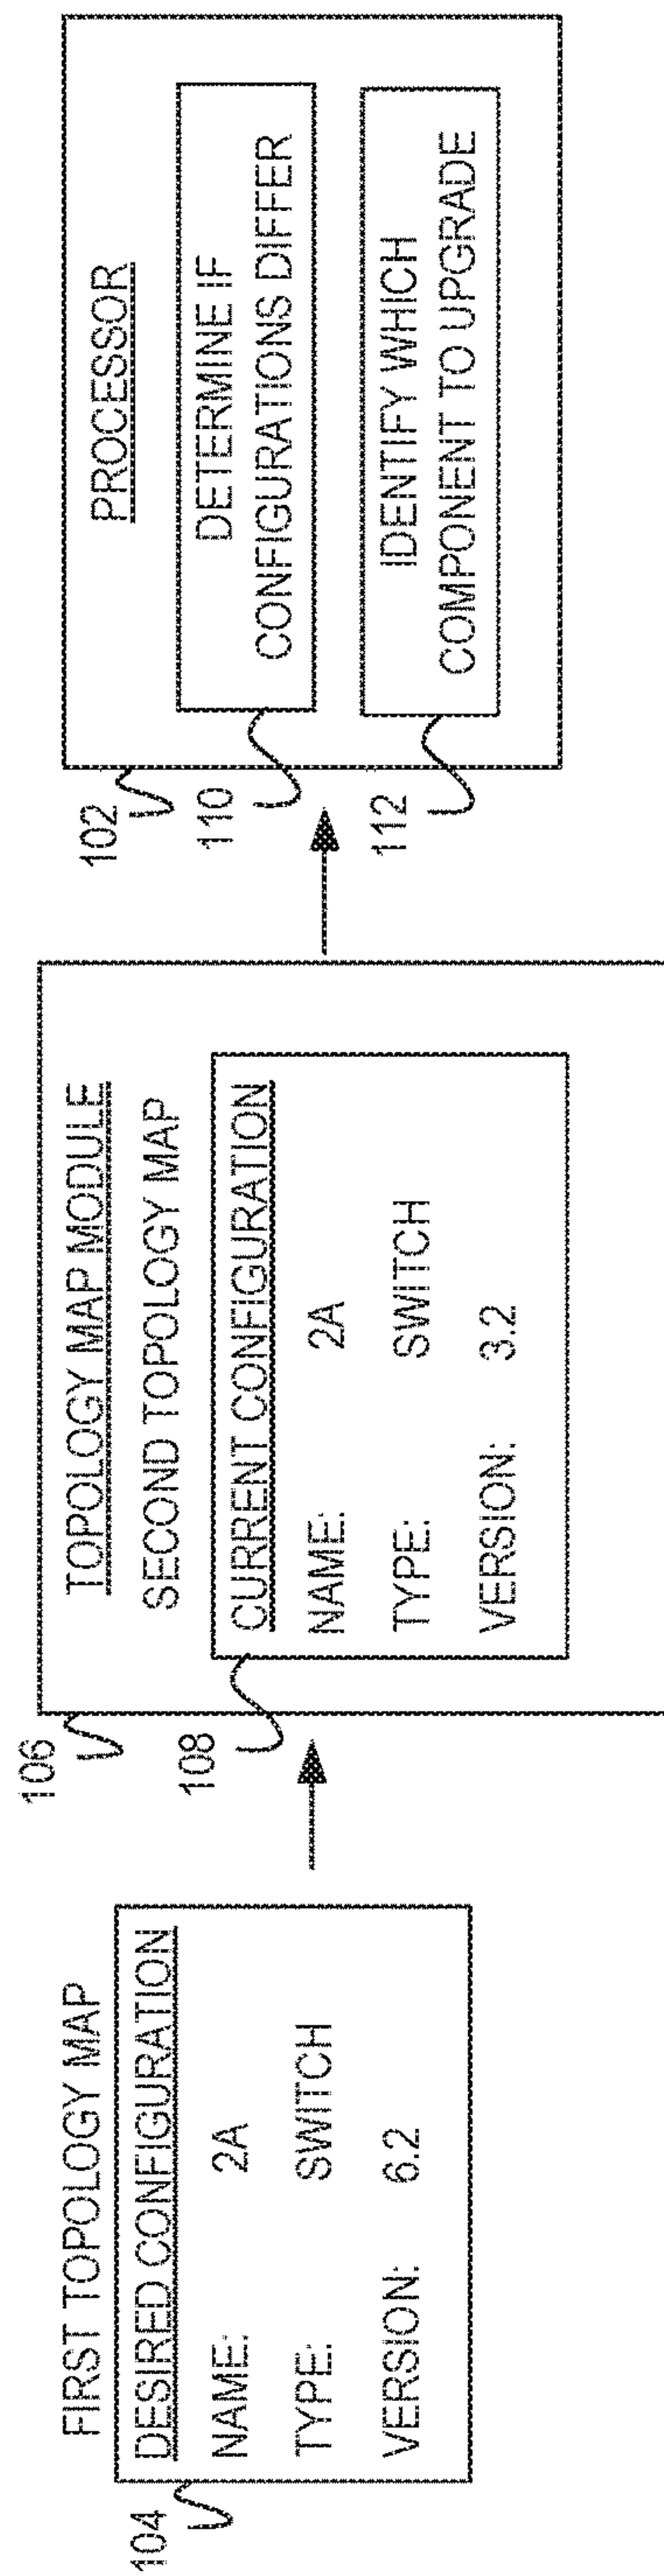 FIRST TOPOLOGY MAP
104
DESIRED CONFIGURATION
NAME: 2A
TYPE: SWITCH
VERSION: 6.2
106
TOPOLOGY MAP MODULE
SECOND TOPOLOGY MAP
108
CURRENT CONFIGURATION
NAME: 2A
TYPE: SWITCH
VERSION: 3.2
102
PROCESSOR
110
DETERMINE IF
CONFIGURATIONS DIFFER
112
IDENTIFY WHICH
COMPONENT TO UPGRADE